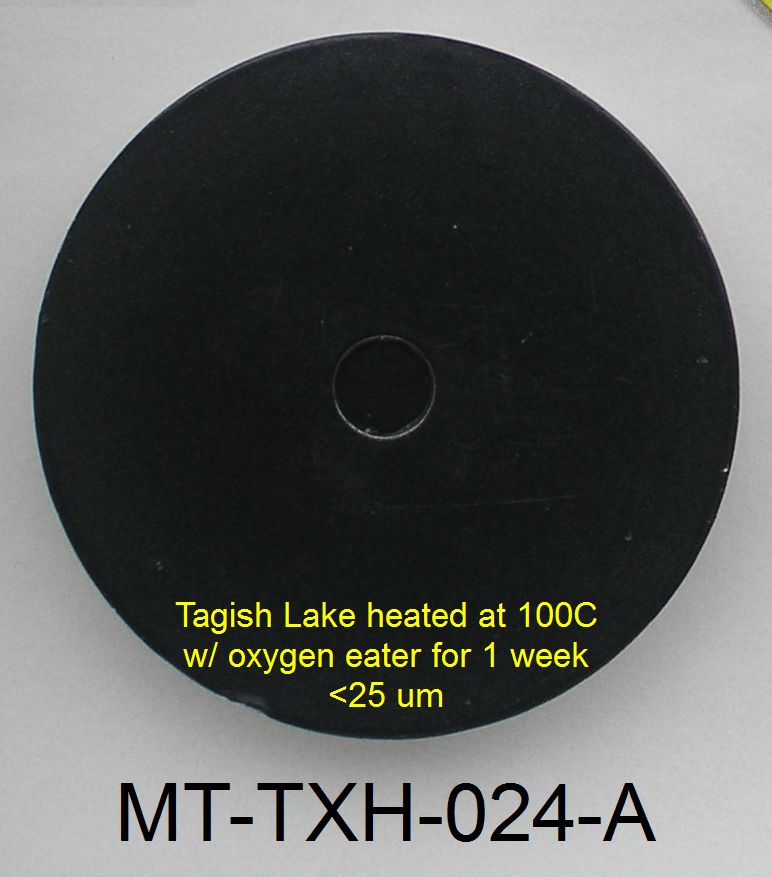 Tagish Lake heated at 100C
w/ oxygen eater for 1 week
<25 um
MT-TXH-024-A